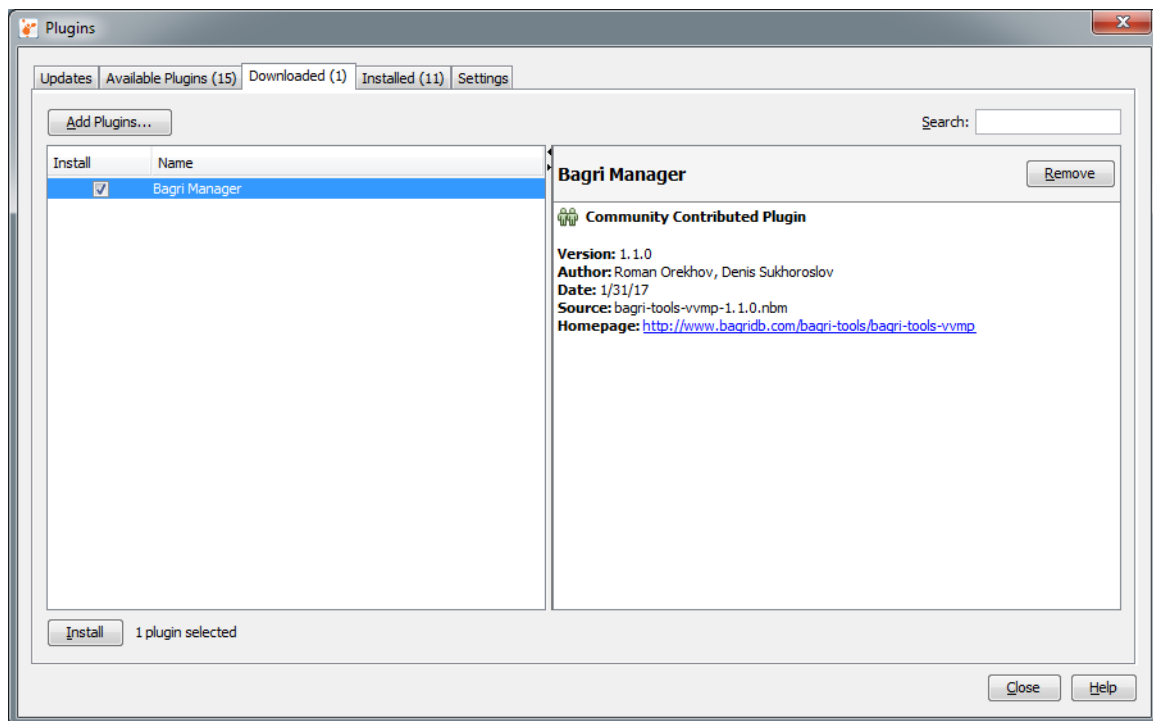 Plugins
x
Updates Available Plugins (15) Downloaded (1) Installed (11) Settings
Add Plugins...
Search:
Install Name
Bagri Manager
Bagri Manager
Remove
Community Contributed Plugin
Version: 1.1.0
Author: Roman Orekhov, Denis Sukhoroslov
Date: 1/31/17
Source: bagri-tools-vvmp-1.1.0.nbm
Homepage: http://www.bagridb.com/bagri-tools/bagri-tools-vvmp
Install 1 plugin selected
Close Help